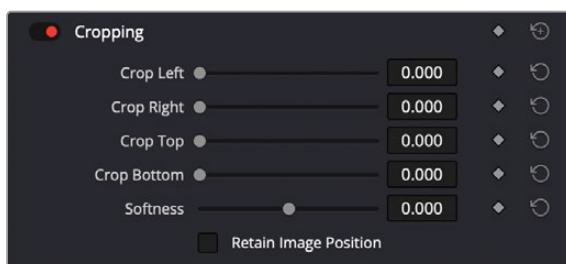 Cropping
Crop Left 0.000
Crop Right 0.000
Crop Top 0.000
Crop Bottom 0.000
Softness 0.000
Retain Image Position